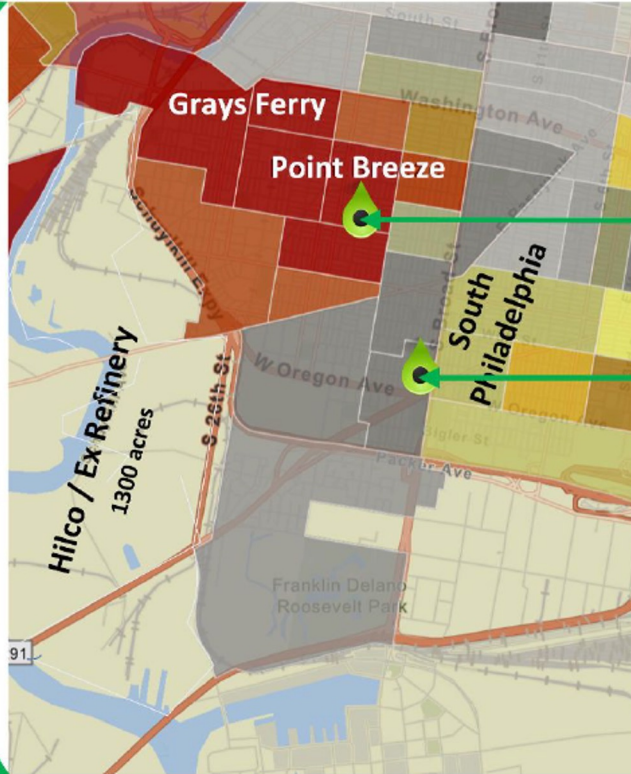 South St
Washington Ave
Grays Ferry
Point Breeze
Schuylkill Expy
South
Philadelphia
W Oregon Ave
W Oregon Ave
S 26th St
Hilco / Ex Refinery
1300 acres
Bigler St
Packer Ave
Franklin Delano
Roosevelt Park
91